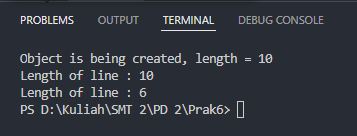 PROBLEMS OUTPUT TERMINAL DEBUG CONSOLE
Object is being created, length = 10
Length of line : 10
Length of line : 6
PS D:\Kuliah\SMT 2\PD 2\Prak6>